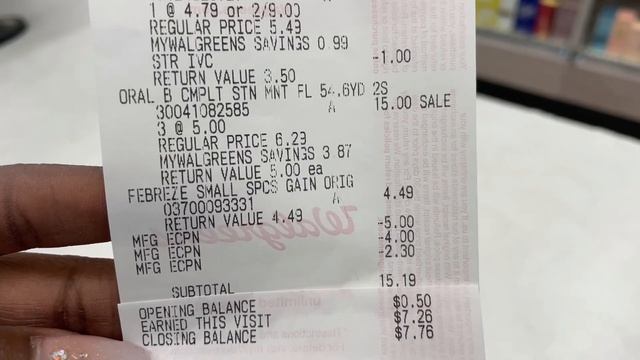 1 @ 4.79 or 2/9.00
REGULAR PRICE 5.49
MYWALGREENS SAVINGS 0.99
STR IVC -1.00
RETURN VALUE 3.50
ORAL B CMPLT STN MNT FL 54.6YD 2S
30041082585 A 15.00 SALE
3 @ 5.00
REGULAR PRICE 6.29
MYWALGREENS SAVINGS 3.87
RETURN VALUE 5.00 ea
FEBREZE SMALL SPCS GAIN ORIG
03700093331 A 4.49
RETURN VALUE 4.49
MFG ECPN -5.00
MFG ECPN -4.00
MFG ECPN -2.30
SUBTOTAL 15.19
OPENING BALANCE $0.50
EARNED THIS VISIT $7.26
CLOSING BALANCE $7.76